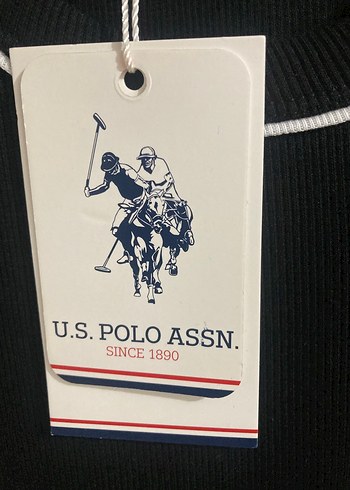 U.S. POLO ASSN.
SINCE 1890